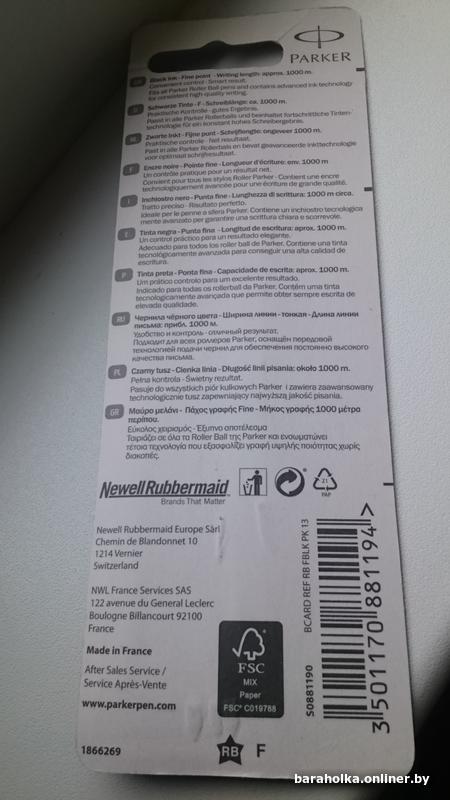 PARKER
GB Black Ink - Fine point - Writing length: approx. 1000 m.
Convenient control - Smart result.
Fits all Parker Roller Ball pens and contains advanced ink technology
for consistent high-quality writing.
Schwarze Tinte - F - Schreiblänge: ca. 1000 m.
Praktische Kontrolle - gutes Ergebnis.
Passt in alle Parker Rollerballs und beinhaltet fortschrittliche Tinten-
technologie für ein konstant hohes Schreibergebnis.
Zwarte Inkt - Fijne punt - Schrijflengte: ongeveer 1000 m.
Praktische controle - Net resultaat.
Past in alle Parker Rollerballs en bevat geavanceerde inkttechnologie
voor optimaal schrijfresultaat.
F Encre noire - Pointe fine - Longueur d'écriture: env. 1000 m
Un contrôle pratique pour un résultat net.
Convient pour tous les stylos Roller Parker - Contient une encre
technologiquement avancée pour une écriture de grande qualité.
I Inchiostro nero - Punta fine - Lunghezza di scrittura: 1000 m circa.
Tratto preciso - Risultato perfetto.
Ideale per le penne a sfera Parker. Contiene un inchiostro tecnologica
mente avanzato per garantire una scrittura chiara e scorrevole.
E Tinta negra - Punta fina - Longitud de escritura: aprox. 1000 m.
Un control práctico para un resultado elegante.
Adecuado para todos los roller ball de Parker. Contiene una tinta
tecnológicamente avanzada para conseguir una alta calidad de
escritura.
P Tinta preta - Ponta fina - Capacidade de escrita: aprox. 1000 m.
Um prático controlo para um excelente resultado.
Indicado para todas os rollerball da Parker. Contém uma tinta
tecnologicamente avançada que permite obter sempre escrita de
elevada qualidade.
RU Чернила чёрного цвета - Ширина линии - тонкая - Длина линии
письма: прибл. 1000 м.
Удобство и контроль - отличный результат.
Подходит для всех роллеров Parker, оснащён передовой
технологией подачи чернил для обеспечения постоянно высокого
качества письма.
PL Czarny tusz - Cienka linia - Długość linii pisania: około 1000 m.
Pełna kontrola - Świetny rezultat.
Pasuje do wszystkich piór kulkowych Parker i zawiera zaawansowany
technologicznie tusz zapewniający najwyższą jakość pisania.
GR Μαύρο μελάνι - Πάχος γραφής Fine - Μήκος γραφής 1000 μέτρα
περίπου.
Εύκολος χειρισμός - Έξυπνο αποτέλεσμα
Ταιριάζει σε όλα τα Roller Ball της Parker και ενσωματώνει
τέτοια τεχνολογία που εξασφαλίζει γραφή υψηλής ποιότητας χωρίς
διακοπές.
NewellRubbermaid
Brands That Matter
21
PAP
Newell Rubbermaid Europe Sàrl
Chemin de Blandonnet 10
1214 Vernier
Switzerland
NWL France Services SAS
122 avenue du General Leclerc
Boulogne Billancourt 92100
France
Made in France
After Sales Service /
Service Après-Vente
www.parkerpen.com
FSC
MIX
Paper
FSC® C019788
S0881190 BCARD REF RB FBLK PK 13
3 501170 881194 >
1866269
RB F
baraholka.onliner.by